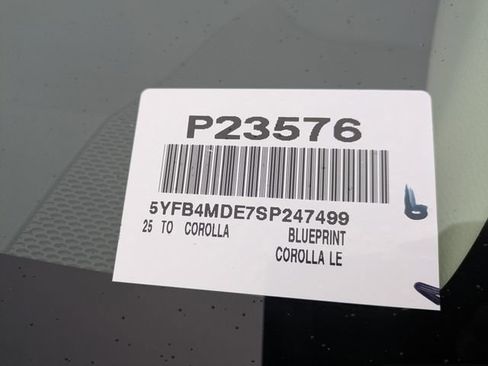 P23576
5YFB4MDE7SP247499
25 TO COROLLA BLUEPRINT
COROLLA LE